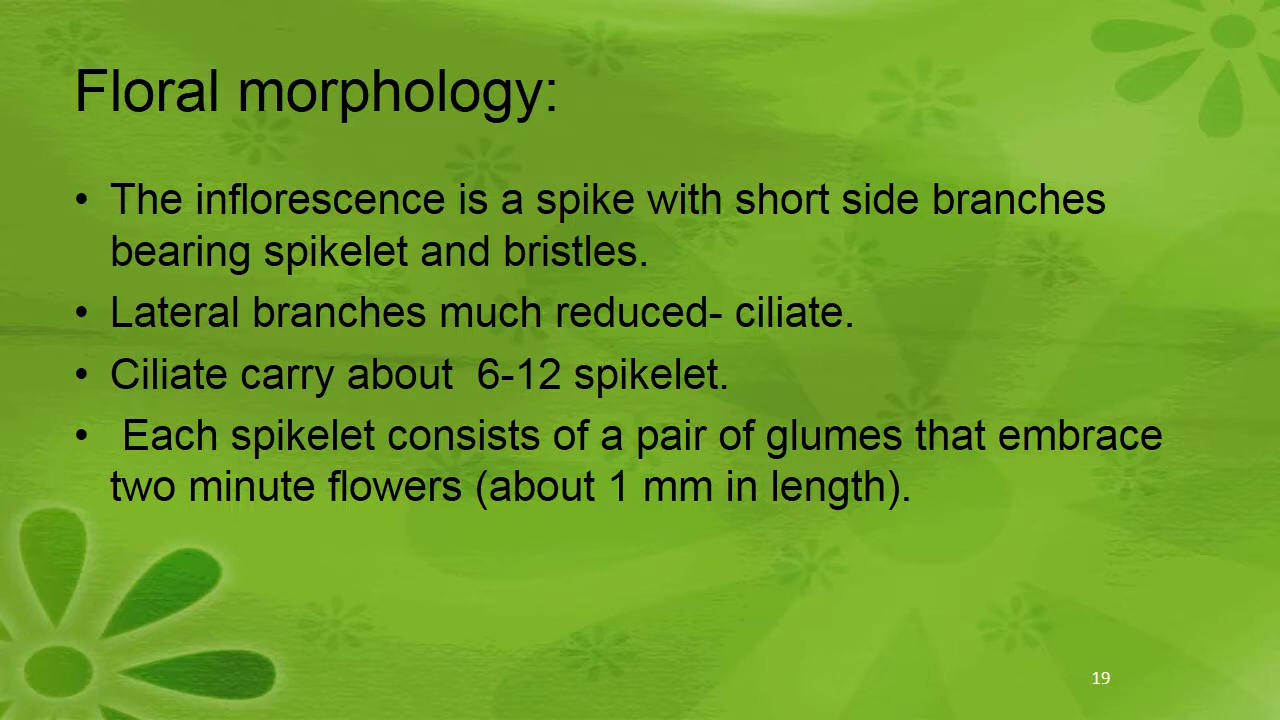 Floral morphology:
• The inflorescence is a spike with short side branches
bearing spikelet and bristles.
• Lateral branches much reduced- ciliate.
• Ciliate carry about  6-12 spikelet.
•  Each spikelet consists of a pair of glumes that embrace
two minute flowers (about 1 mm in length).
19